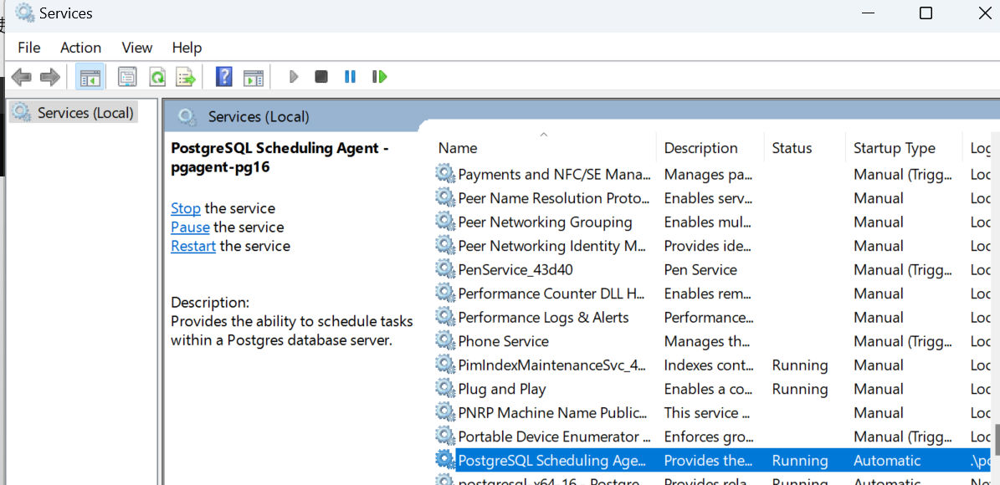 Services
File Action View Help
Services (Local)
Services (Local)
PostgreSQL Scheduling Agent -
pgagent-pg16
Stop the service
Pause the service
Restart the service
Description:
Provides the ability to schedule tasks
within a Postgres database server.
Name Description Status Startup Type Log
Payments and NFC/SE Mana... Manages pa... Manual (Trigg... Loc
Peer Name Resolution Proto... Enables serv... Manual Loc
Peer Networking Grouping Enables mul... Manual Loc
Peer Networking Identity M... Provides ide... Manual Loc
PenService_43d40 Pen Service Manual (Trigg... Loc
Performance Counter DLL H... Enables rem... Manual Loc
Performance Logs & Alerts Performance... Manual Loc
Phone Service Manages th... Manual (Trigg... Loc
PimIndexMaintenanceSvc_4... Indexes cont... Running Manual Loc
Plug and Play Enables a co... Running Manual Loc
PNRP Machine Name Public... This service ... Manual Loc
Portable Device Enumerator ... Enforces gro... Manual (Trigg... Loc
PostgreSQL Scheduling Age... Provides the... Running Automatic .\po
postgresql-x64-16 - Postgre... Provides rela... Running Automatic